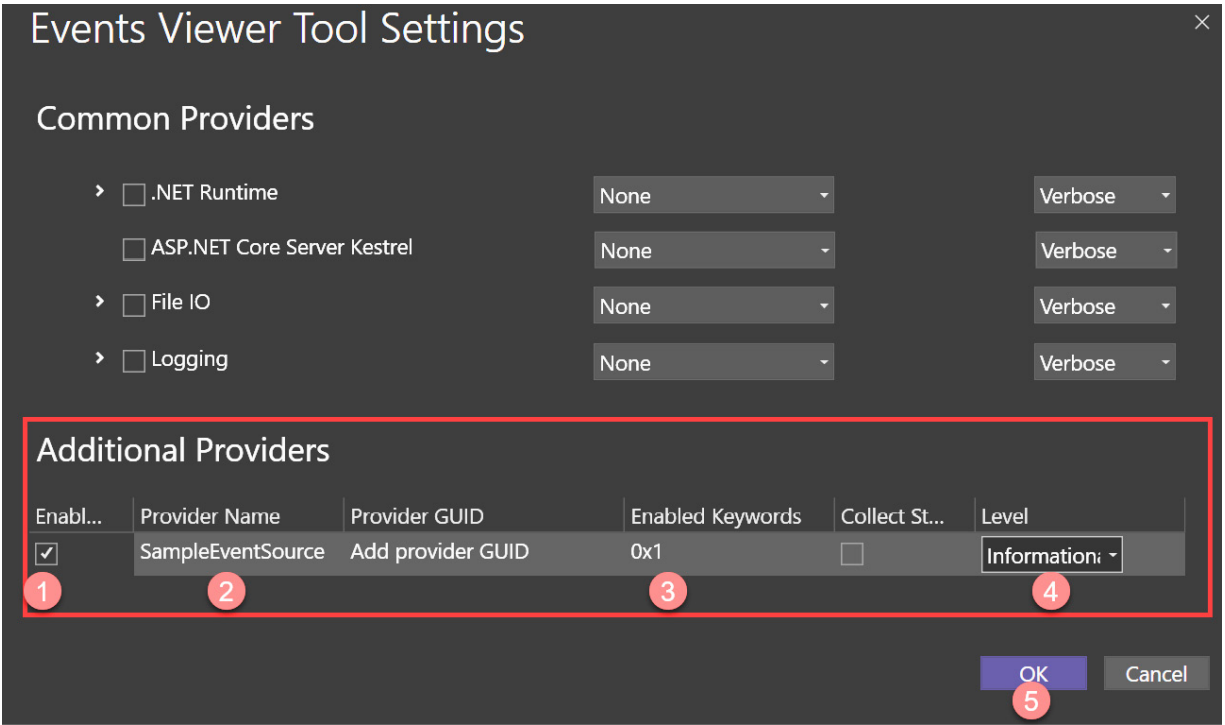 Events Viewer Tool Settings
Common Providers
.NET Runtime None Verbose
ASP.NET Core Server Kestrel None Verbose
File IO None Verbose
Logging None Verbose
Additional Providers
Enabl... Provider Name Provider GUID Enabled Keywords Collect St... Level
SampleEventSource Add provider GUID 0x1 Informationa
1 2 3 4
OK Cancel
5